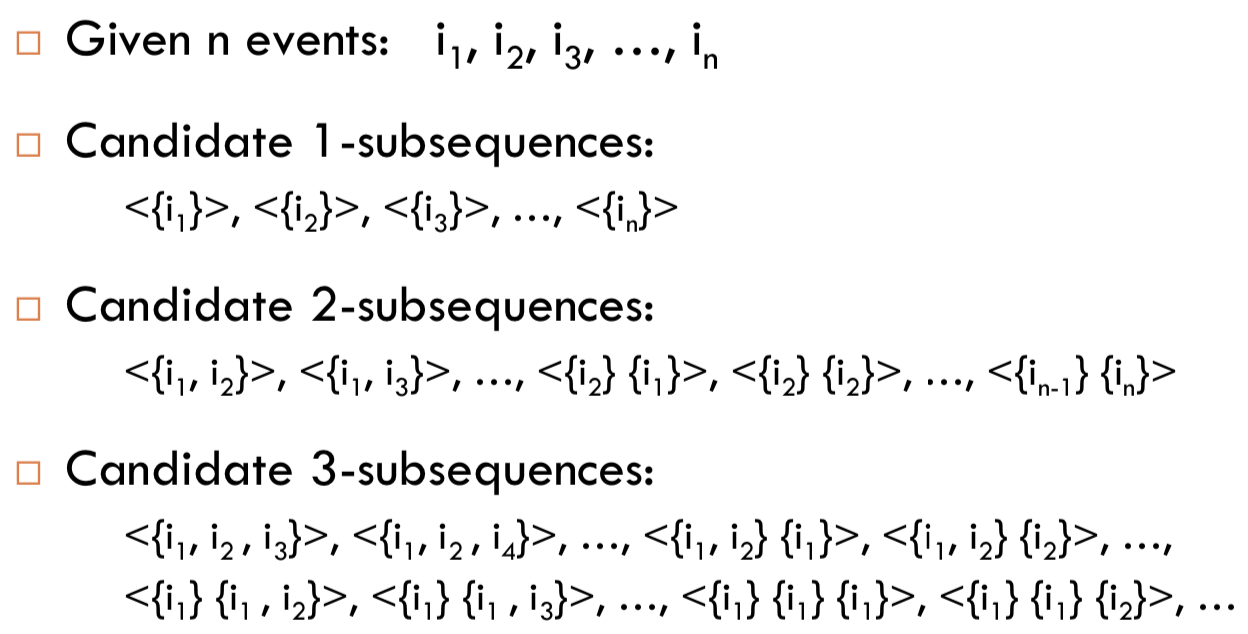 □ Given n events: i₁, i₂, i₃, …, iₙ
□ Candidate 1-subsequences:
<{i₁}>, <{i₂}>, <{i₃}>, …, <{iₙ}>
□ Candidate 2-subsequences:
<{i₁, i₂}>, <{i₁, i₃}>, …, <{i₂} {i₁}>, <{i₂} {i₂}>, …, <{iₙ₋₁} {iₙ}>
□ Candidate 3-subsequences:
<{i₁, i₂ , i₃}>, <{i₁, i₂ , i₄}>, …, <{i₁, i₂} {i₁}>, <{i₁, i₂} {i₂}>, …,
<{i₁} {i₁ , i₂}>, <{i₁} {i₁ , i₃}>, …, <{i₁} {i₁} {i₁}>, <{i₁} {i₁} {i₂}>, …